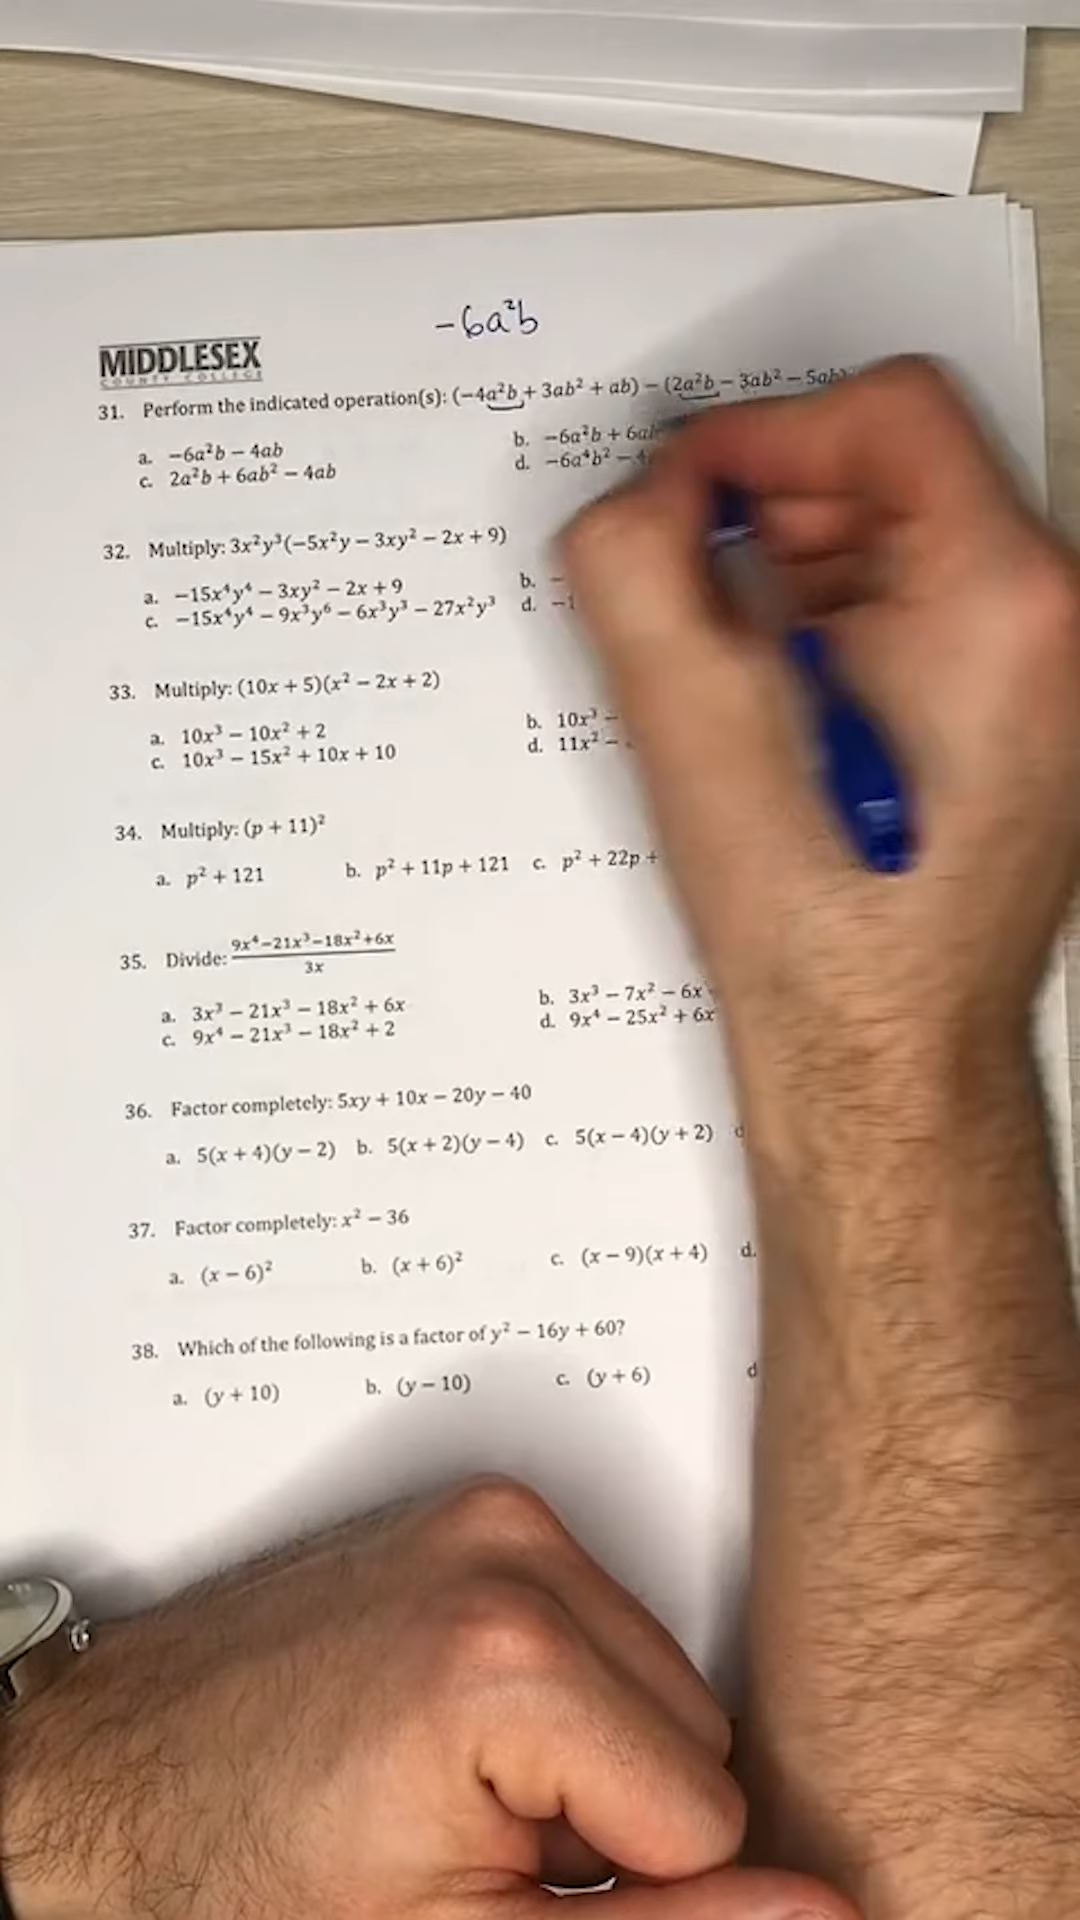 -6a²b
MIDDLESEX
COUNTY COLLEGE
31. Perform the indicated operation(s): (−4a²b + 3ab² + ab) − (2a²b − 3ab² − 5ab)
a. −6a²b − 4ab
b. −6a²b + 6ab
c. 2a²b + 6ab² − 4ab
d. −6a⁴b² − 4
32. Multiply: 3x²y³(−5x²y − 3xy² − 2x + 9)
a. −15x⁴y⁴ − 3xy² − 2x + 9
b. −
c. −15x⁴y⁴ − 9x³y⁶ − 6x³y³ − 27x²y³
d. −1
33. Multiply: (10x + 5)(x² − 2x + 2)
a. 10x³ − 10x² + 2
b. 10x³ −
c. 10x³ − 15x² + 10x + 10
d. 11x² −
34. Multiply: (p + 11)²
a. p² + 121 b. p² + 11p + 121 c. p² + 22p +
35. Divide: 9x⁴−21x³−18x²+6x
3x
a. 3x³ − 21x³ − 18x² + 6x
b. 3x³ − 7x² − 6x
c. 9x⁴ − 21x³ − 18x² + 2
d. 9x⁴ − 25x² + 6x
36. Factor completely: 5xy + 10x − 20y − 40
a. 5(x + 4)(y − 2) b. 5(x + 2)(y − 4) c. 5(x − 4)(y + 2) d
37. Factor completely: x² − 36
a. (x − 6)² b. (x + 6)² c. (x − 9)(x + 4) d.
38. Which of the following is a factor of y² − 16y + 60?
a. (y + 10) b. (y − 10) c. (y + 6) d